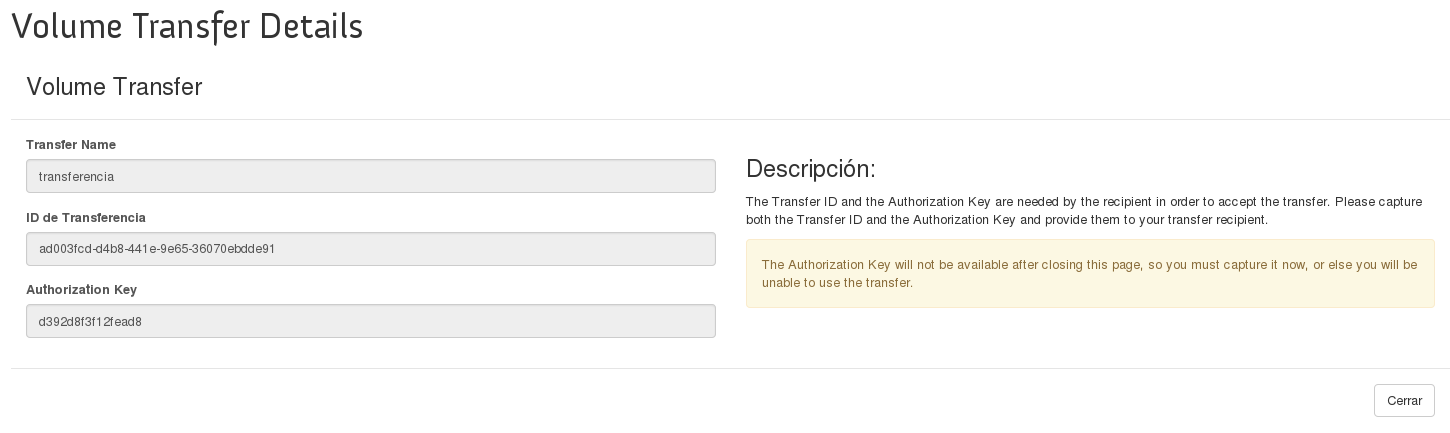 Volume Transfer Details
Volume Transfer
Transfer Name
transferencia
ID de Transferencia
ad003fcd-d4b8-441e-9e65-36070ebdde91
Authorization Key
d392d8f3f12fead8
Descripción:
The Transfer ID and the Authorization Key are needed by the recipient in order to accept the transfer. Please capture
both the Transfer ID and the Authorization Key and provide them to your transfer recipient.
The Authorization Key will not be available after closing this page, so you must capture it now, or else you will be
unable to use the transfer.
Cerrar